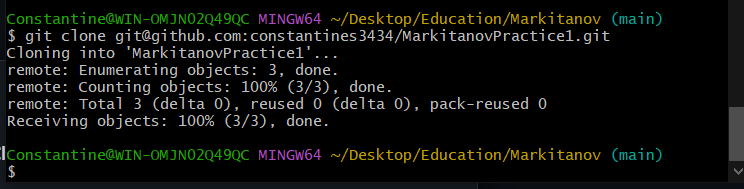 Constantine@WIN-OMJNO2Q49QC MINGW64 ~/Desktop/Education/Markitanov (main)
$ git clone git@github.com:constantines3434/MarkitanovPractice1.git
Cloning into 'MarkitanovPractice1'...
remote: Enumerating objects: 3, done.
remote: Counting objects: 100% (3/3), done.
remote: Total 3 (delta 0), reused 0 (delta 0), pack-reused 0
Receiving objects: 100% (3/3), done.
Constantine@WIN-OMJNO2Q49QC MINGW64 ~/Desktop/Education/Markitanov (main)
$